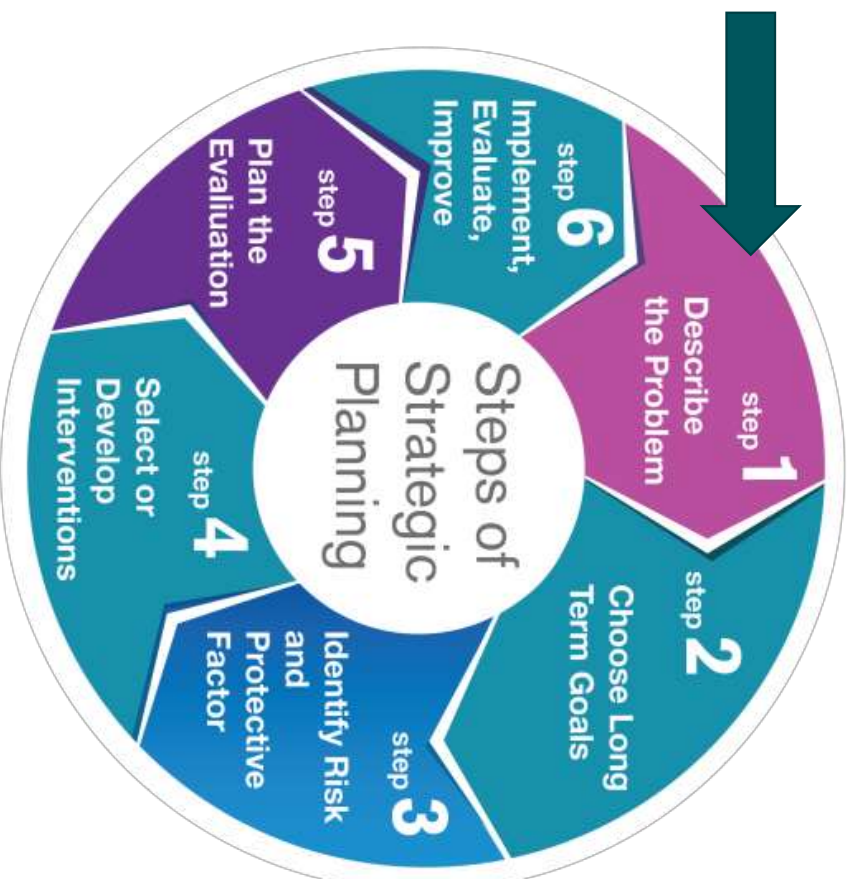 Steps of
Strategic
Planning
step 1
Describe
the Problem
step 2
Choose Long
Term Goals
step 3
Identify Risk
and
Protective
Factor
step 4
Select or
Develop
Interventions
step 5
Plan the
Evaliuation
step 6
Implement,
Evaluate,
Improve